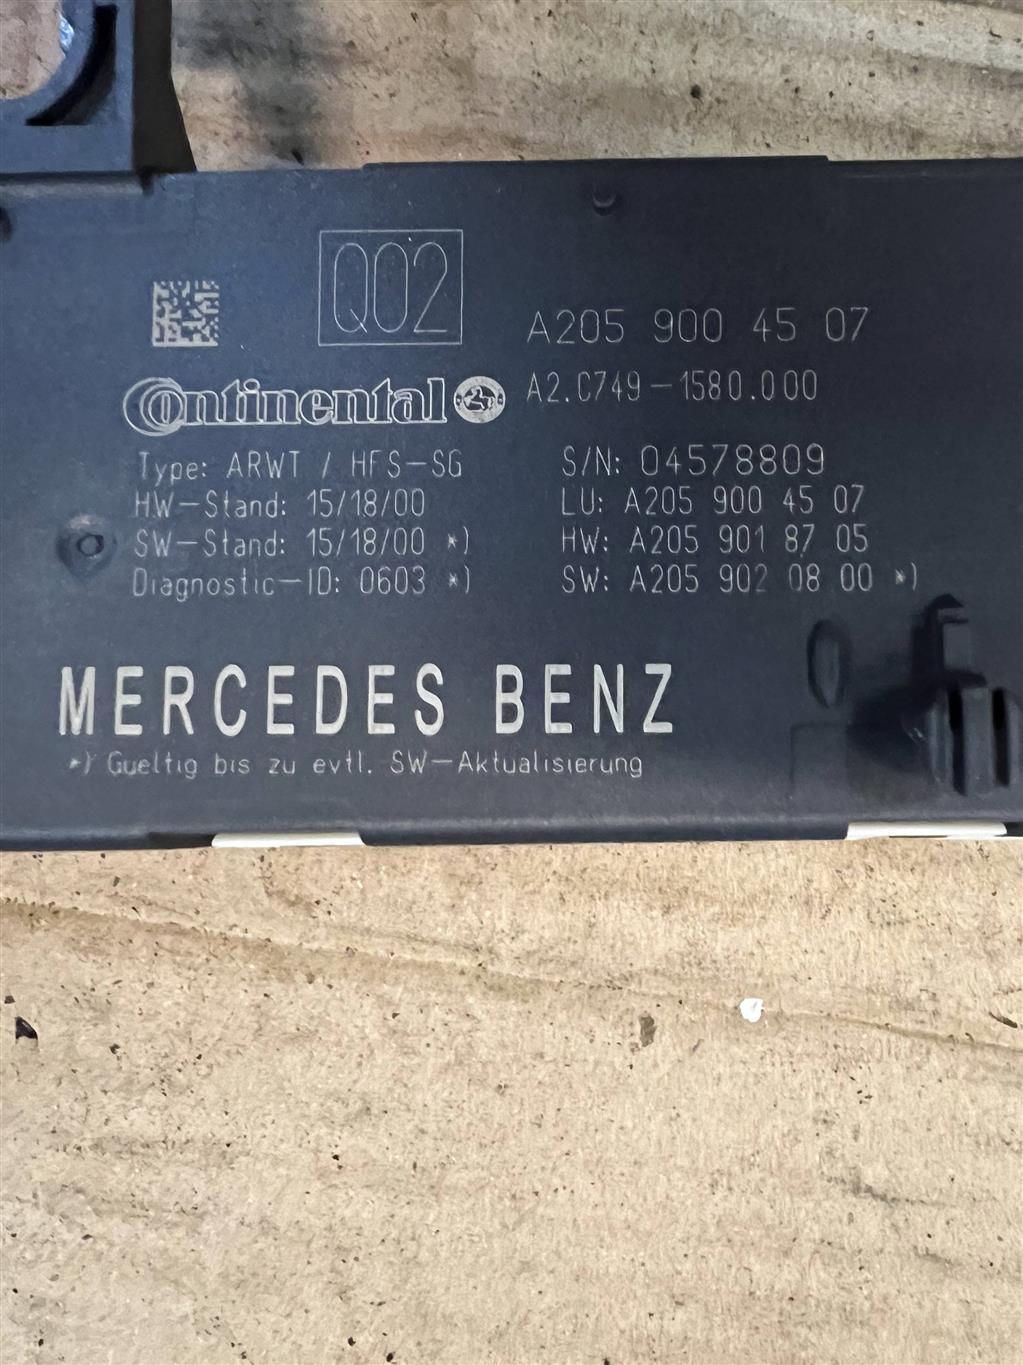 Q02
A205 900 45 07
Continental
A2.C749-1580.000
Type: ARWT / HFS-SG
HW-Stand: 15/18/00
SW-Stand: 15/18/00 *)
Diagnostic-ID: 0603 *)
S/N: 04578809
LU: A205 900 45 07
HW: A205 901 87 05
SW: A205 902 08 00 *)
MERCEDES BENZ
*) Gueltig bis zu evtl. SW-Aktualisierung